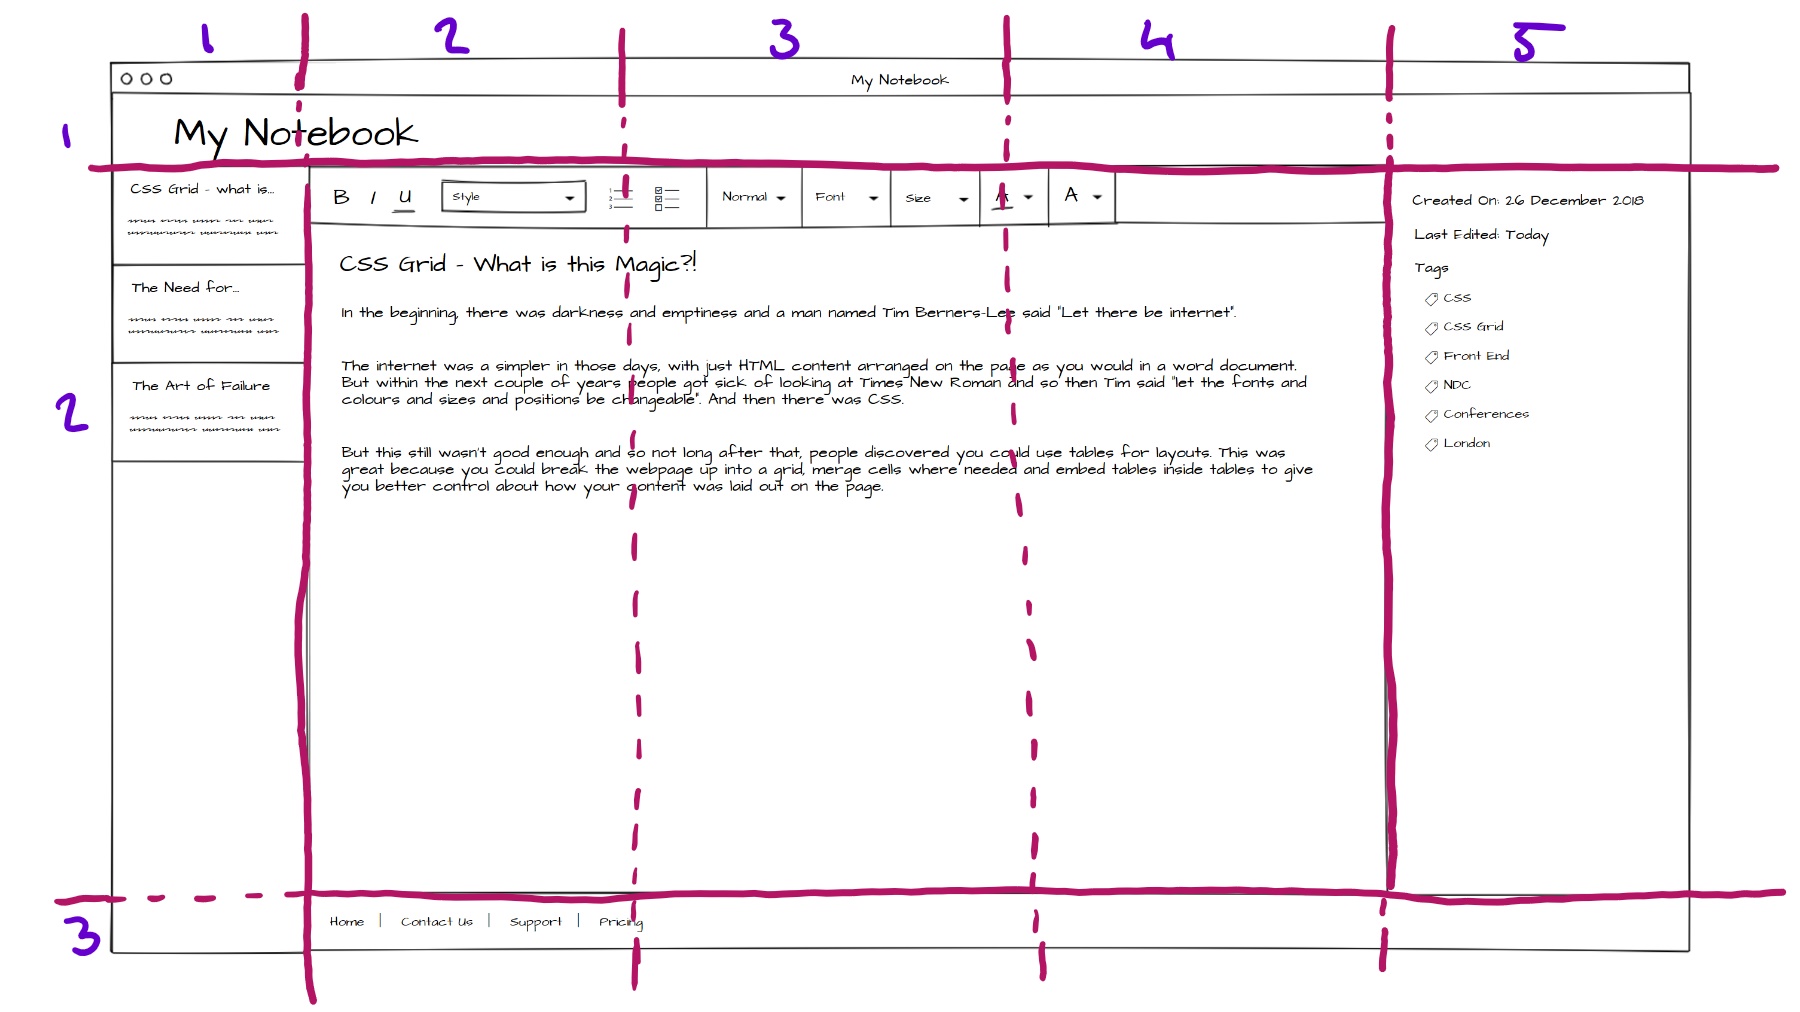 1 2 3 4 5
My Notebook
1
My Notebook
CSS Grid - what is...
B I U Style 1 2 3 Normal Font Size A A
Created On: 26 December 2018
Last Edited: Today
Tags
CSS
CSS Grid
Front End
NDC
Conferences
London
The Need for...
2
The Art of Failure
CSS Grid - What is this Magic?!
In the beginning, there was darkness and emptiness and a man named Tim Berners-Lee said "Let there be internet".
The internet was a simpler in those days, with just HTML content arranged on the page as you would in a word document.
But within the next couple of years people got sick of looking at Times New Roman and so then Tim said "let the fonts and
colours and sizes and positions be changeable". And then there was CSS.
But this still wasn't good enough and so not long after that, people discovered you could use tables for layouts. This was
great because you could break the webpage up into a grid, merge cells where needed and embed tables inside tables to give
you better control about how your content was laid out on the page.
3
Home | Contact Us | Support | Pricing